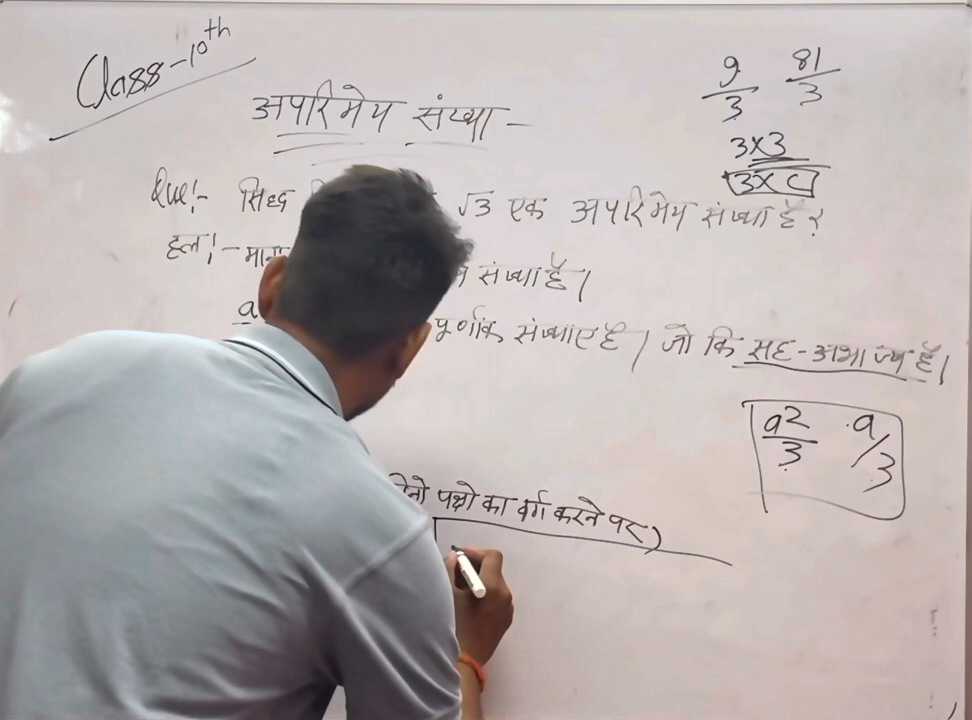 Class-10th
9/3 81/3
अपरिमेय संख्या -
3×3
3×C
Que!- सिद्ध √3 एक अपरिमेय संख्या है?
हल!- माना संख्या है।
a पूर्णांक संख्याएं है। जो कि सह-अभाज्य है।
a²/3 a/3
पक्षो का वर्ग करने पर)